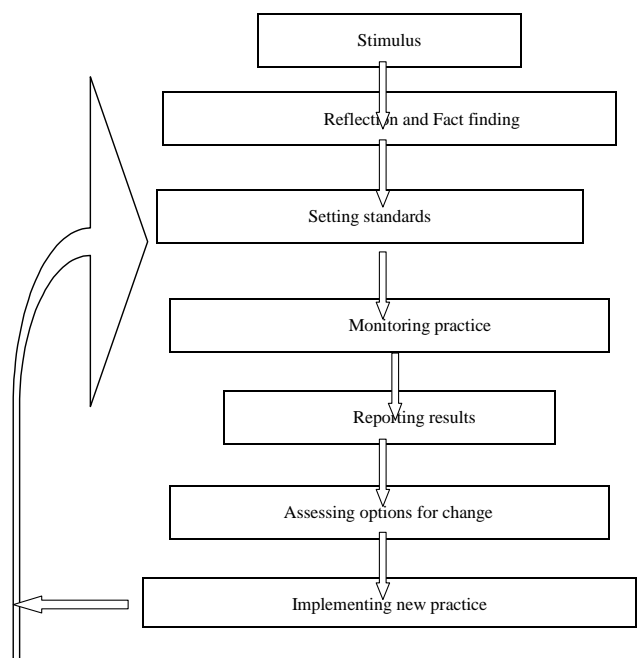 Stimulus
Reflection and Fact finding
Setting standards
Monitoring practice
Reporting results
Assessing options for change
Implementing new practice